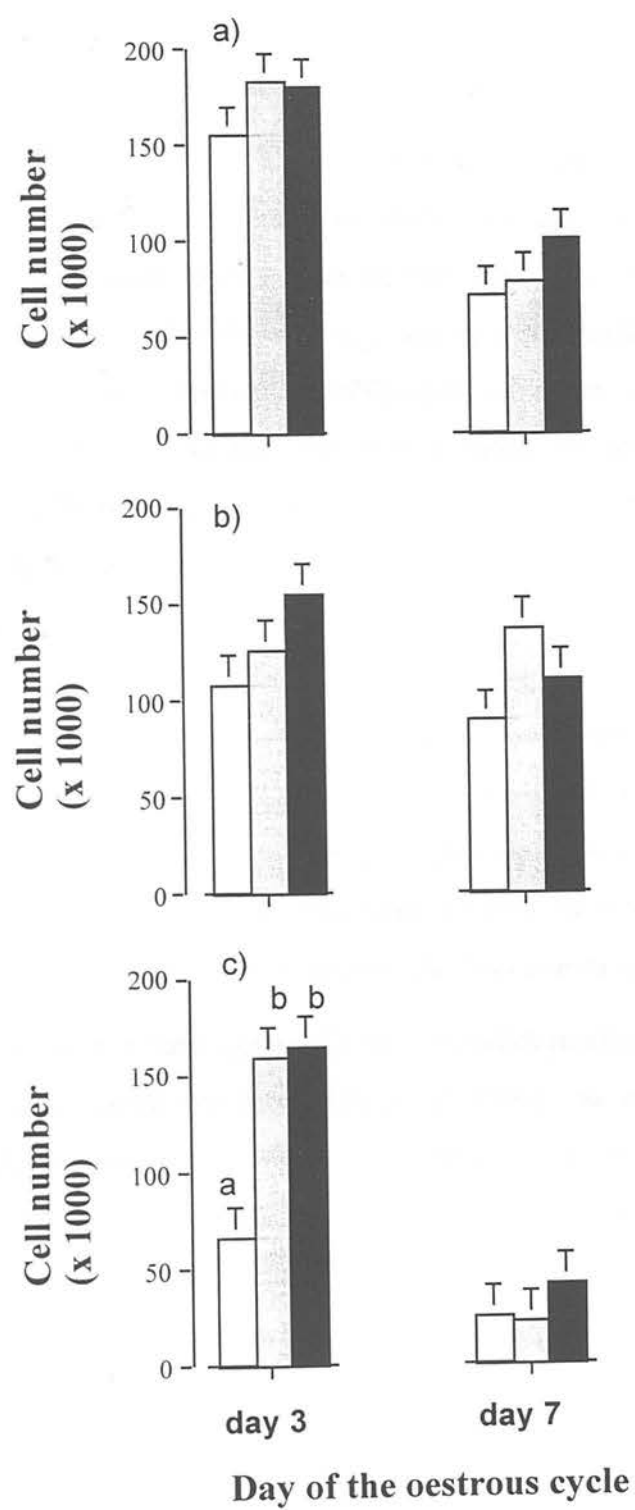 a)
200
150
100
50
0
Cell number
(x 1000)
b)
200
150
100
50
0
Cell number
(x 1000)
c)
200
150
100
50
0
Cell number
(x 1000)
a
b b
day 3 day 7
Day of the oestrous cycle